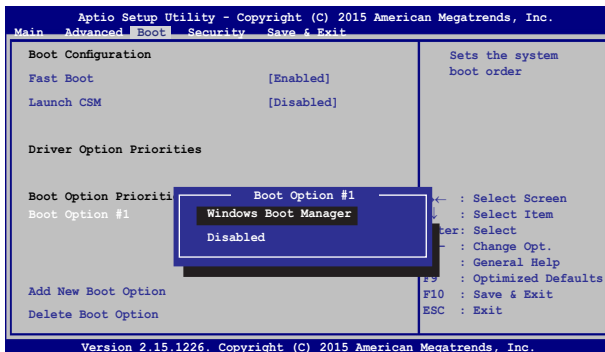 Aptio Setup Utility - Copyright (C) 2015 American Megatrends, Inc.
Main Advanced Boot Security Save & Exit
Boot Configuration
Fast Boot [Enabled]
Launch CSM [Disabled]
Driver Option Priorities
Boot Option
Boot Option #1
Add New Boot Option
Delete Boot Option
Boot Option #1
Windows Boot Manager
Disabled
Sets the system
boot order
← : Select Screen
: Select Item
: Select
- : Change Opt.
: General Help
F9 : Optimized Defaults
F10 : Save & Exit
ESC : Exit
Version 2.15.1226. Copyright (C) 2015 American Megatrends, Inc.